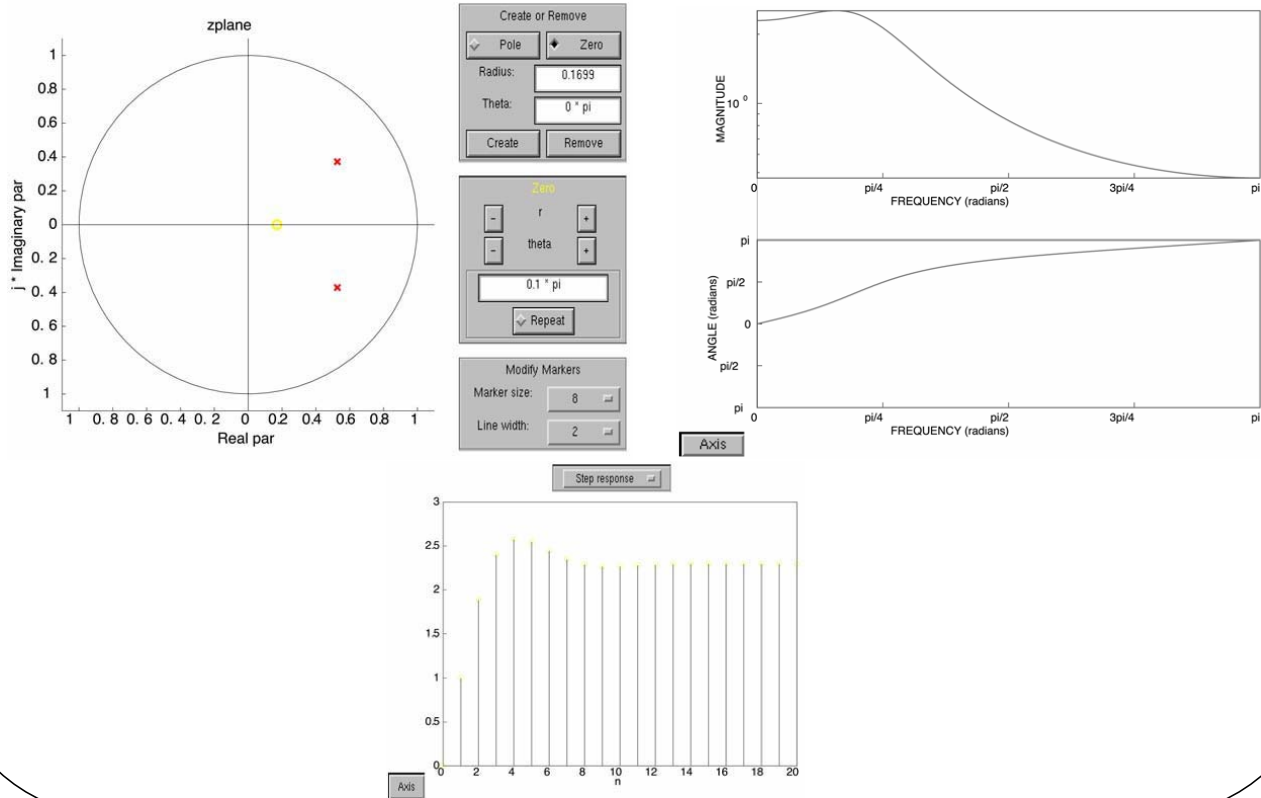 zplane
1
0.8
0.6
0.4
0.2
0
0. 2
0. 4
0. 6
0. 8
1
j * Imaginary par
1 0. 8 0. 6 0. 4 0. 2 0 0.2 0.4 0.6 0.8 1
Real par
Create or Remove
Pole Zero
Radius: 0.1699
Theta: 0 * pi
Create Remove
Zero
- r +
- theta +
0.1 * pi
Repeat
Modify Markers
Marker size: 8
Line width: 2
MAGNITUDE
10 0
0 pi/4 pi/2 3pi/4 pi
FREQUENCY (radians)
ANGLE (radians)
pi
pi/2
0
pi/2
pi
0 pi/4 pi/2 3pi/4 pi
FREQUENCY (radians)
Axis
Step response
3
2.5
2
1.5
1
0.5
0
0 2 4 6 8 10 12 14 16 18 20
n
Axis